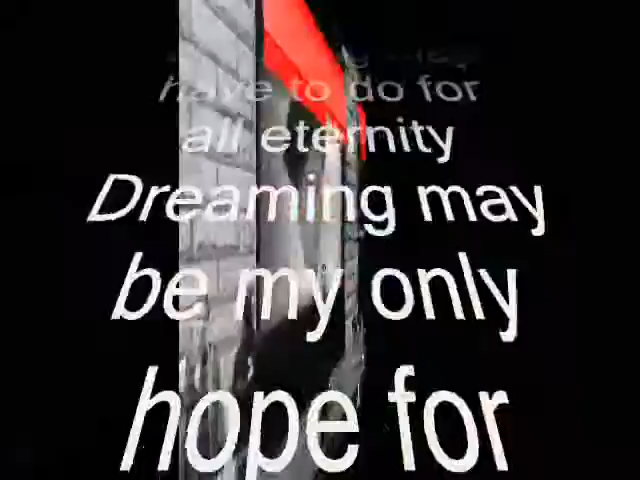 have to do for
all eternity
Dreaming may
be my only
hope for